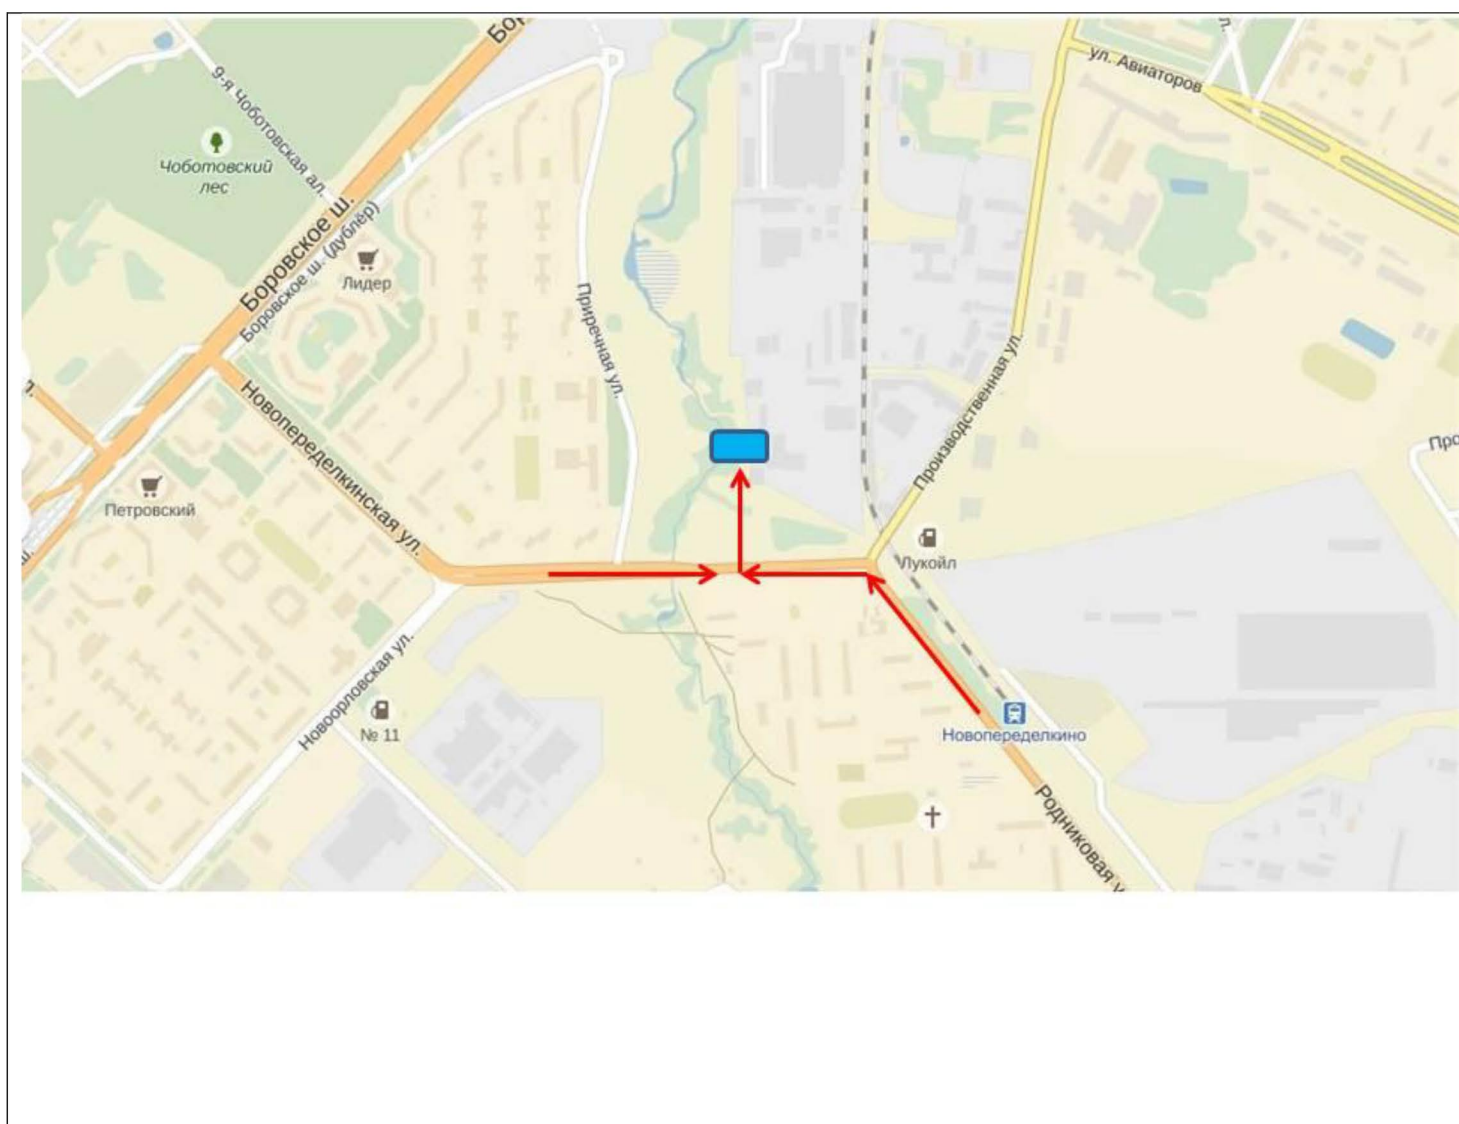 Бор
ул. Авиаторов
л.
9-я Чоботовская ал.
Чоботовский
лес
Боровское ш.
Боровское ш. (дублёр)
Лидер
Приречная ул.
Производственная ул.
ул.
Новопеределкинская ул.
Про
Петровский
ш.
Лукойл
Новоорловская ул.
№ 11
Новопеределкино
Родниковая у